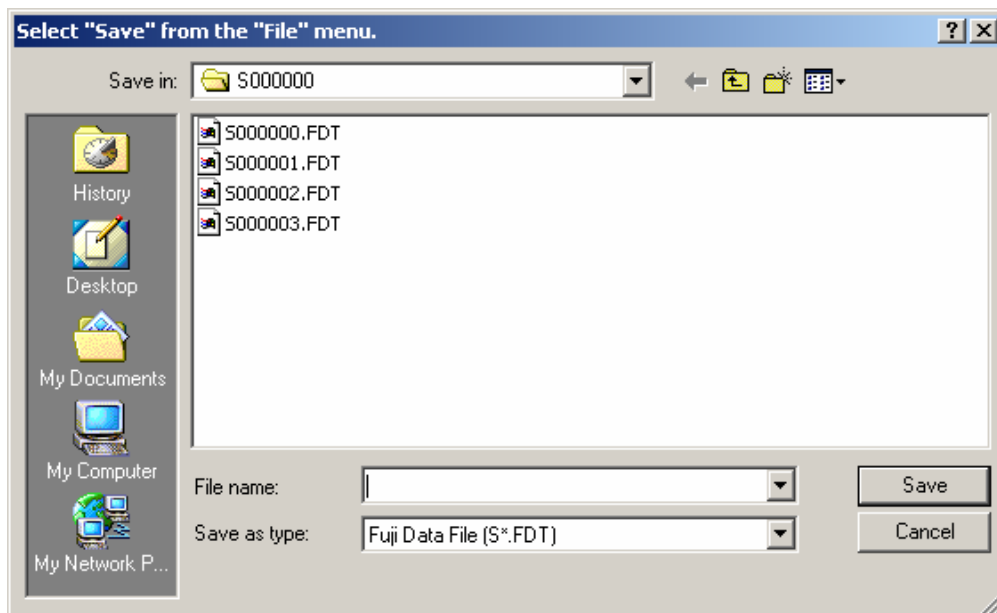 Select "Save" from the "File" menu.
Save in: S000000
S000000.FDT
S000001.FDT
S000002.FDT
S000003.FDT
History
Desktop
My Documents
My Computer
My Network P...
File name:
Save
Save as type: Fuji Data File (S*.FDT)
Cancel